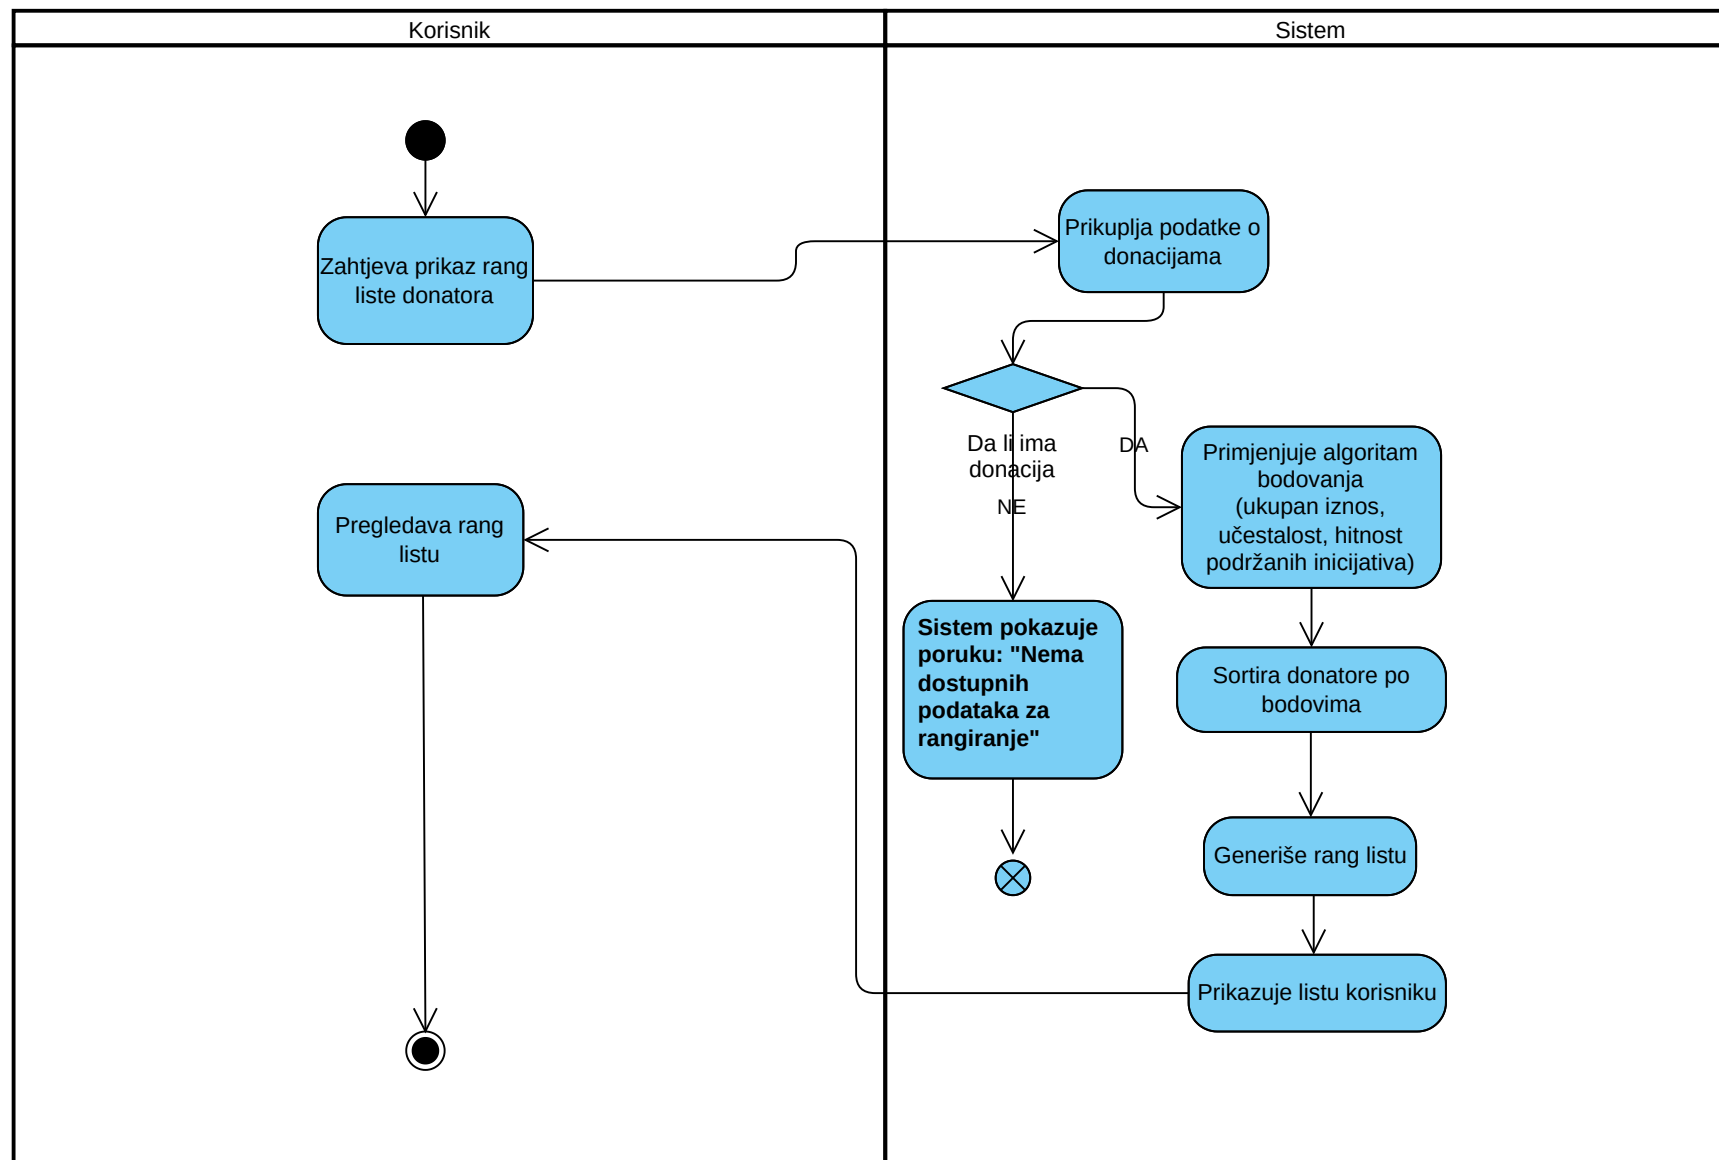 Korisnik
Sistem
Zahtjeva prikaz rang
liste donatora
Prikuplja podatke o
donacijama
Da li ima
donacija
DA
NE
Primjenjuje algoritam
bodovanja
(ukupan iznos,
učestalost, hitnost
podržanih inicijativa)
Pregledava rang
listu
Sistem pokazuje
poruku: "Nema
dostupnih
podataka za
rangiranje"
Sortira donatore po
bodovima
Generiše rang listu
Prikazuje listu korisniku